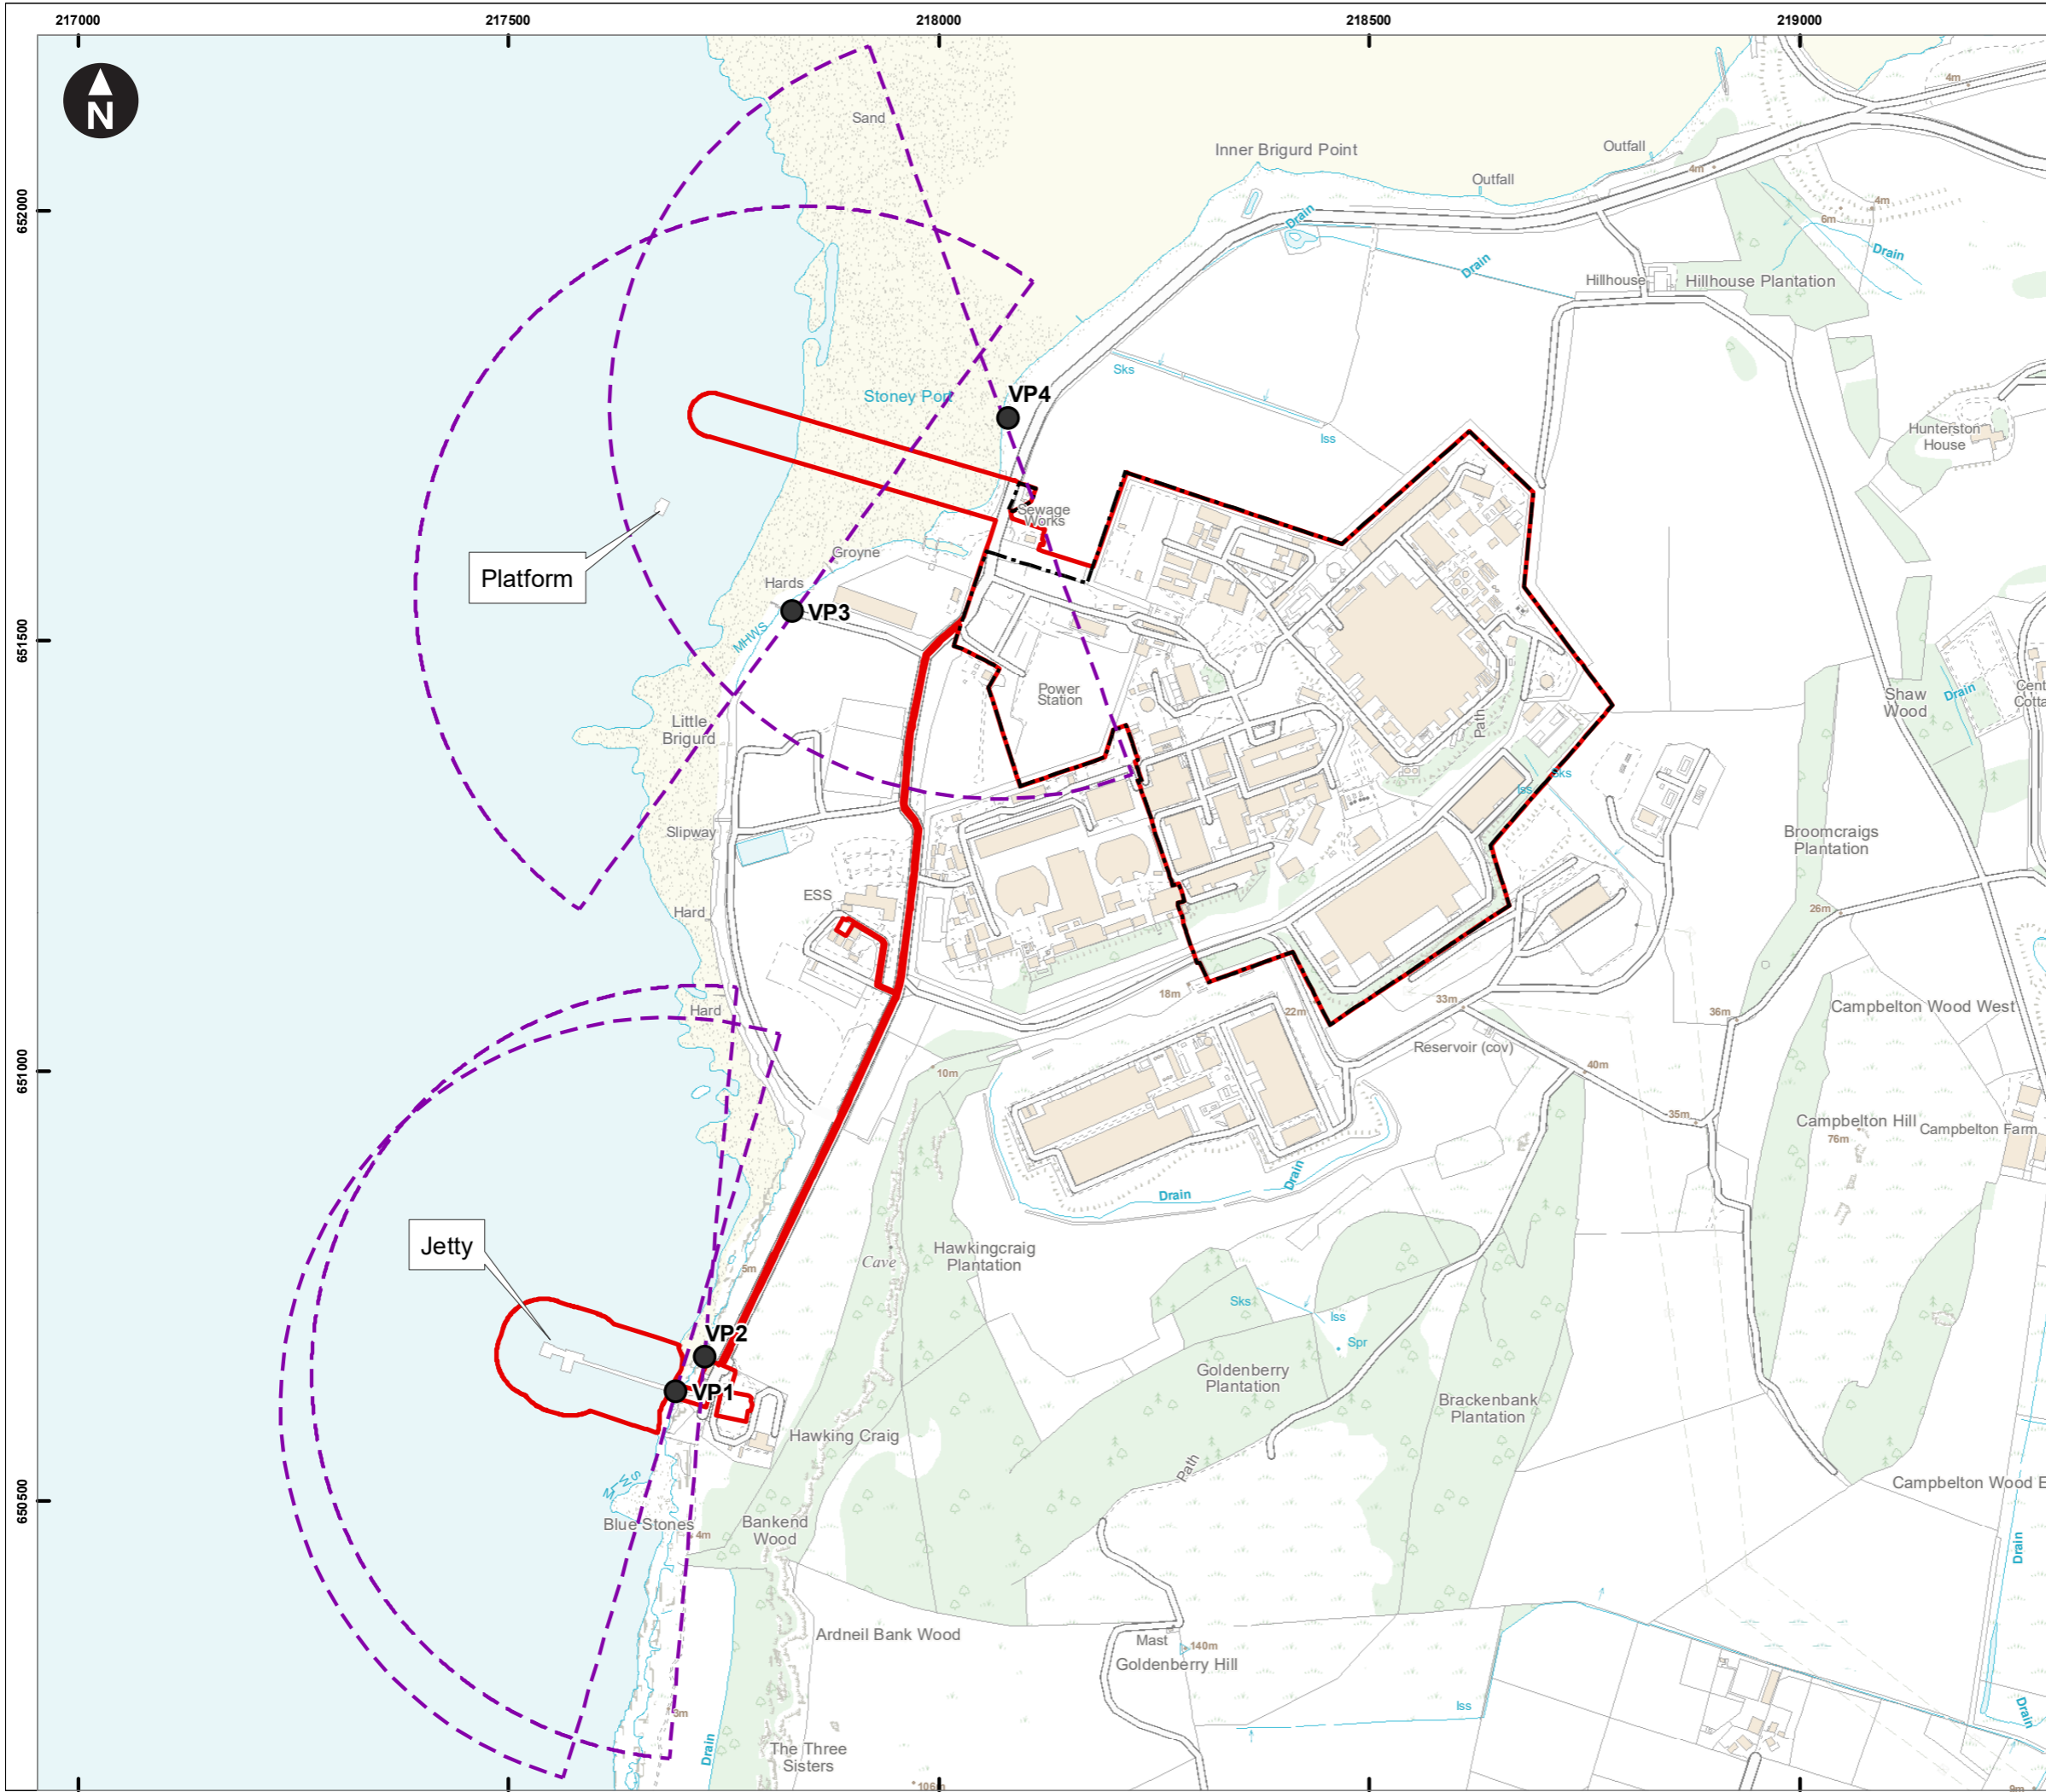 217000
217500
218000
218500
219000
N
652000
651500
651000
650500
Sand
Inner Brigurd Point
Outfall
Outfall
4m
4m
4m
6m
Drain
Drain
Drain
Hillhouse
Hillhouse Plantation
Stoney Port
VP4
Sks
Iss
Hunterston
House
Platform
Sewage
Works
Groyne
Hards
VP3
MHWS
Power
Station
Path
Little
Brigurd
Shaw
Wood
Drain
Cent
Cotta
Sks
Iss
Slipway
Broomcraigs
Plantation
ESS
Hard
26m
18m
22m
33m
36m
Hard
Campbelton Wood West
Reservoir (cov)
10m
40m
35m
Campbelton Hill
76m
Campbelton Farm
Drain
Drain
Jetty
5m
Cave
Hawkingcraig
Plantation
Sks
Iss
Spr
VP2
VP1
Goldenberry
Plantation
Brackenbank
Plantation
Hawking Craig
Path
Campbelton Wood E
Blue Stones
4m
Bankend
Wood
Drain
Ardneil Bank Wood
Mast
140m
Goldenberry Hill
3m
Drain
The Three
Sisters
106m
Iss
Drain
9m